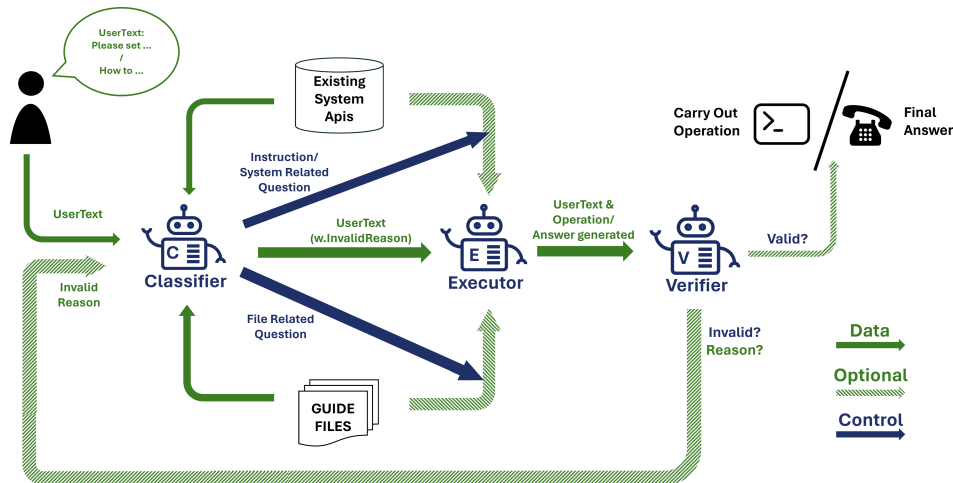 UserText:
Please set ...
/
How to ...
Existing
System
Apis
Carry Out
Operation
>_
Final
Answer
Instruction/
System Related
Question
UserText
UserText
(w.InvalidReason)
UserText &
Operation/
Answer generated
Valid?
C
Classifier
E
Executor
V
Verifier
Invalid
Reason
File Related
Question
Invalid?
Reason?
GUIDE
FILES
Data
Optional
Control